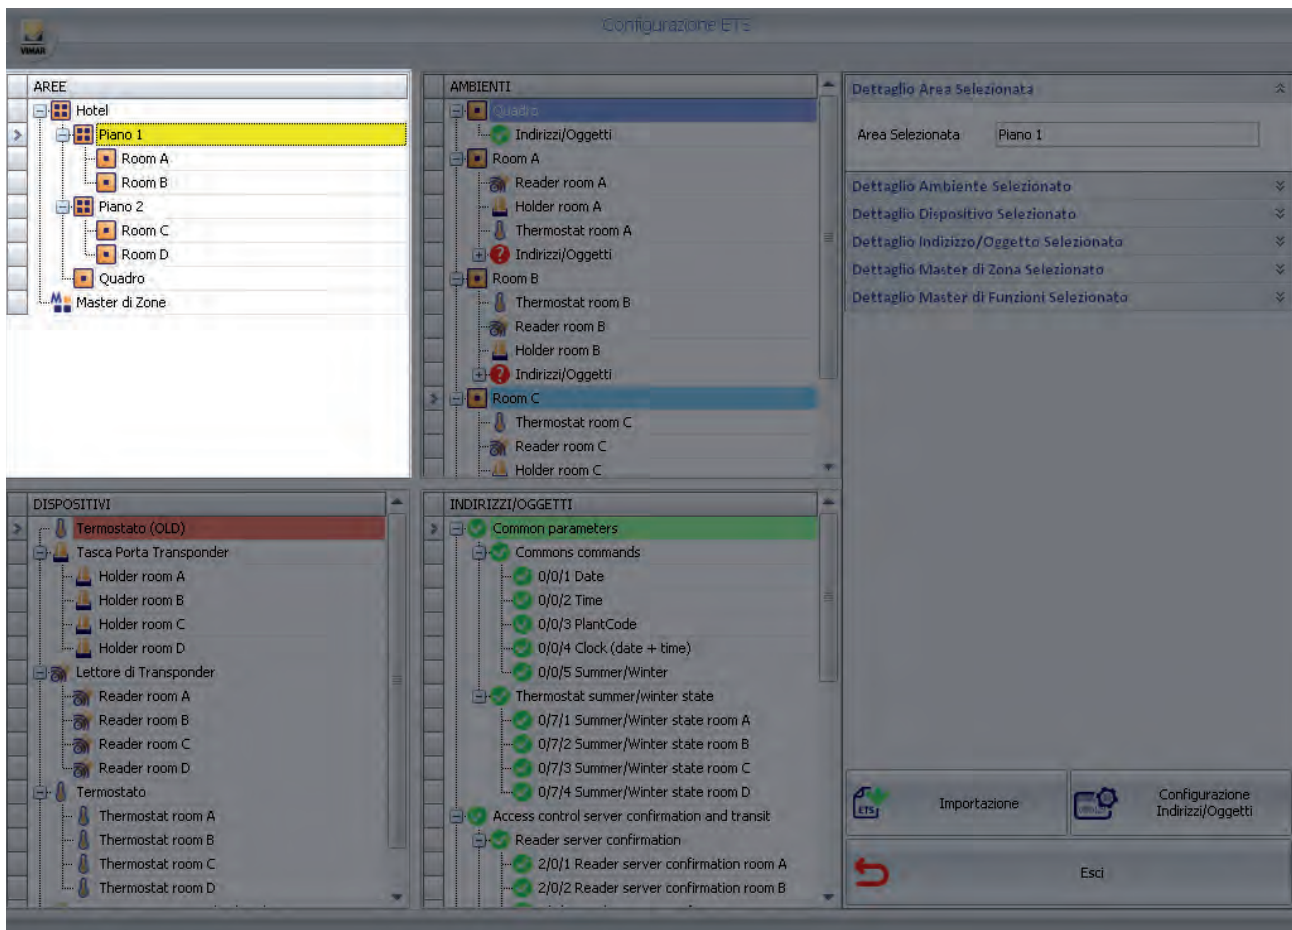 Configurazione ETS
VIMAR
AREE
Hotel
Piano 1
Room A
Room B
Piano 2
Room C
Room D
Quadro
Master di Zone
AMBIENTI
Quadro
Indirizzi/Oggetti
Room A
Reader room A
Holder room A
Thermostat room A
Indirizzi/Oggetti
Room B
Thermostat room B
Reader room B
Holder room B
Indirizzi/Oggetti
Room C
Thermostat room C
Reader room C
Holder room C
Dettaglio Area Selezionata
Area Selezionata Piano 1
Dettaglio Ambiente Selezionato
Dettaglio Dispositivo Selezionato
Dettaglio Indizizzo/Oggetto Selezionato
Dettaglio Master di Zona Selezionato
Dettaglio Master di Funzioni Selezionato
DISPOSITIVI
Termostato (OLD)
Tasca Porta Transponder
Holder room A
Holder room B
Holder room C
Holder room D
Lettore di Transponder
Reader room A
Reader room B
Reader room C
Reader room D
Termostato
Thermostat room A
Thermostat room B
Thermostat room C
Thermostat room D
INDIRIZZI/OGGETTI
Common parameters
Commons commands
0/0/1 Date
0/0/2 Time
0/0/3 PlantCode
0/0/4 Clock (date + time)
0/0/5 Summer/Winter
Thermostat summer/winter state
0/7/1 Summer/Winter state room A
0/7/2 Summer/Winter state room B
0/7/3 Summer/Winter state room C
0/7/4 Summer/Winter state room D
Access control server confirmation and transit
Reader server confirmation
2/0/1 Reader server confirmation room A
2/0/2 Reader server confirmation room B
ETS
Importazione
Configurazione
Indirizzi/Oggetti
Esci